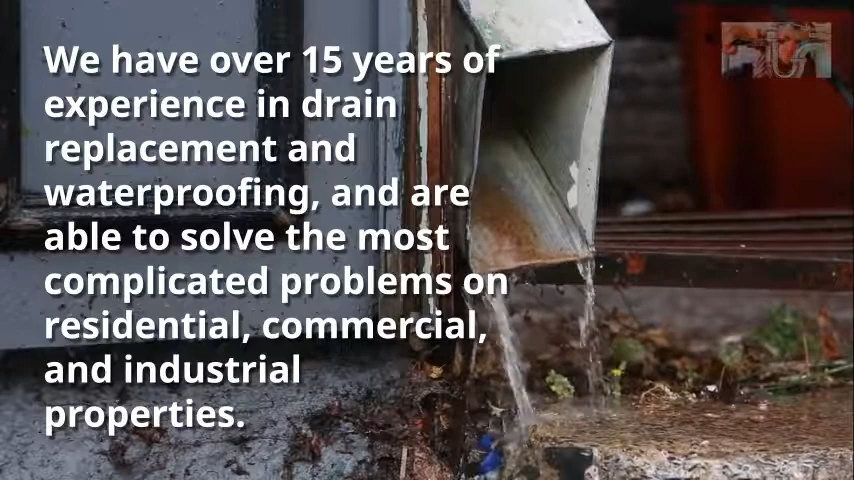 We have over 15 years of
experience in drain
replacement and
waterproofing, and are
able to solve the most
complicated problems on
residential, commercial,
and industrial
properties.